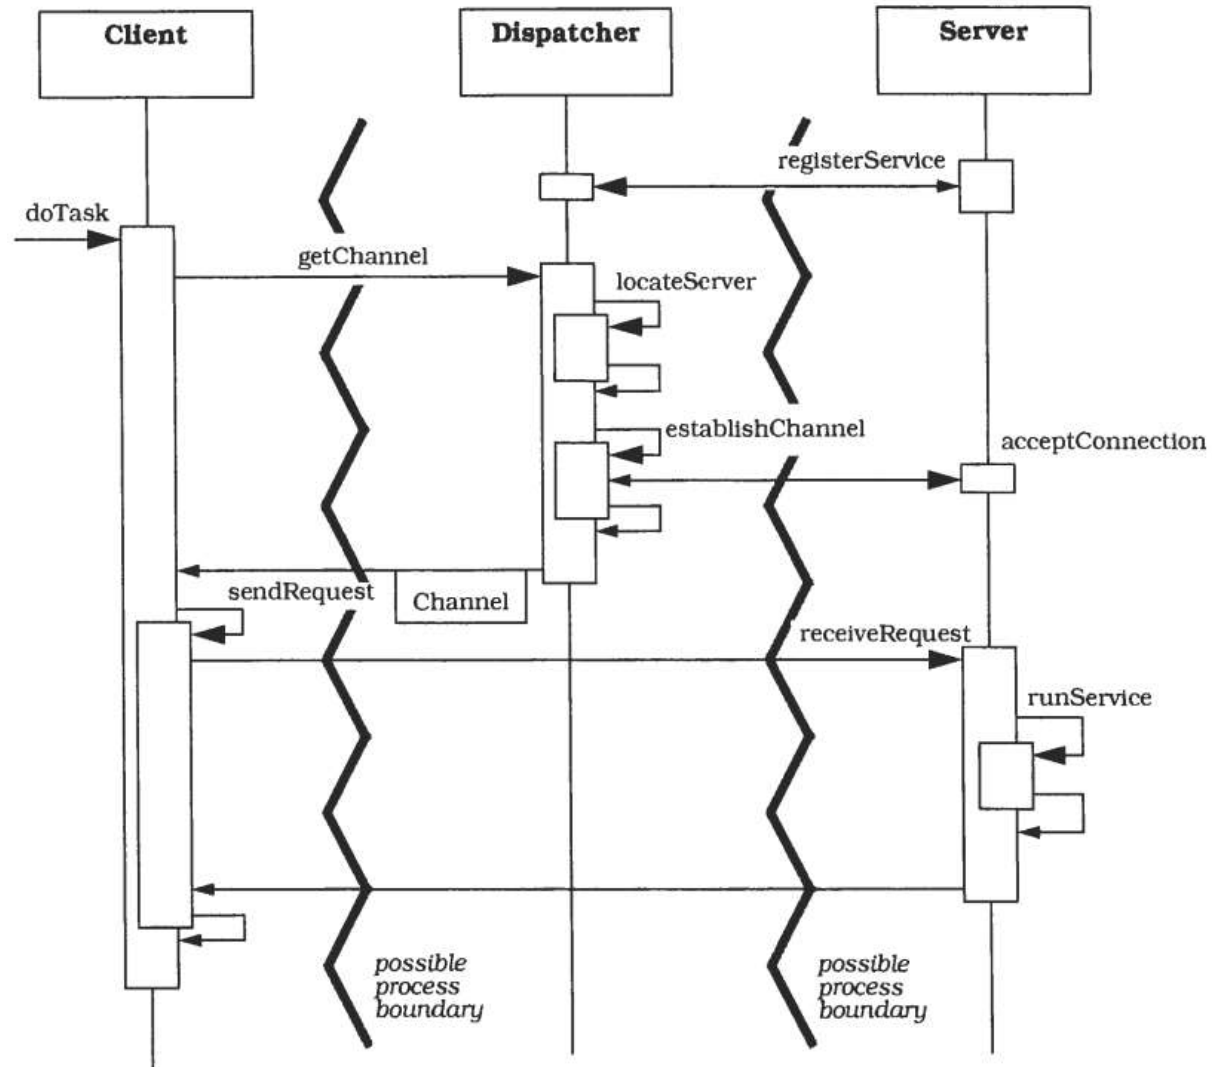 Client
Dispatcher
Server
registerService
doTask
getChannel
locateServer
establishChannel
acceptConnection
sendRequest
Channel
receiveRequest
runService
possible
process
boundary
possible
process
boundary